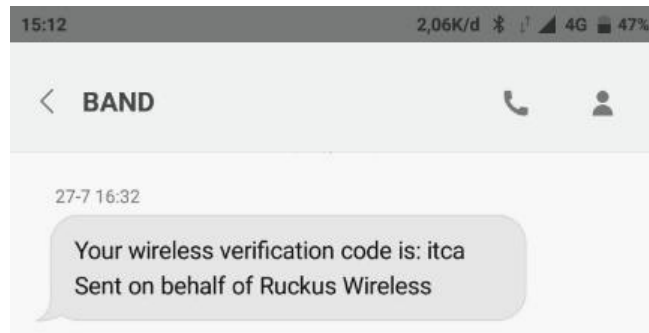 15:12 2,06K/d 4G 47%
BAND
27-7 16:32
Your wireless verification code is: itca
Sent on behalf of Ruckus Wireless